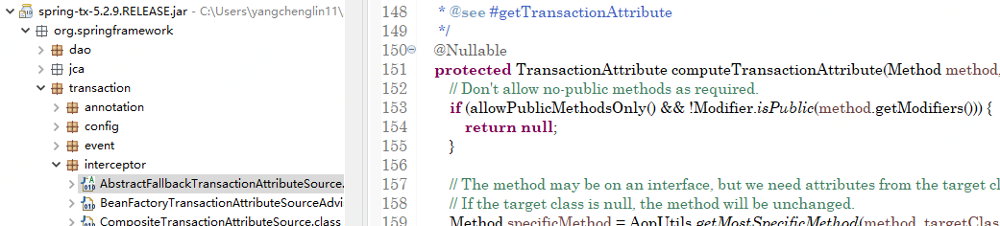 spring-tx-5.2.9.RELEASE.jar - C:\Users\yangchenglin11\
org.springframework
dao
jca
transaction
annotation
config
event
interceptor
AbstractFallbackTransactionAttributeSource.
BeanFactoryTransactionAttributeSourceAdvi
CompositeTransactionAttributeSource.class
148 * @see #getTransactionAttribute
149 */
150 @Nullable
151 protected TransactionAttribute computeTransactionAttribute(Method method,
152 // Don't allow no-public methods as required.
153 if (allowPublicMethodsOnly() && !Modifier.isPublic(method.getModifiers())) {
154 return null;
155 }
156
157 // The method may be on an interface, but we need attributes from the target cl
158 // If the target class is null, the method will be unchanged.
159 Method specificMethod = AopUtils.getMostSpecificMethod(method, targetClas